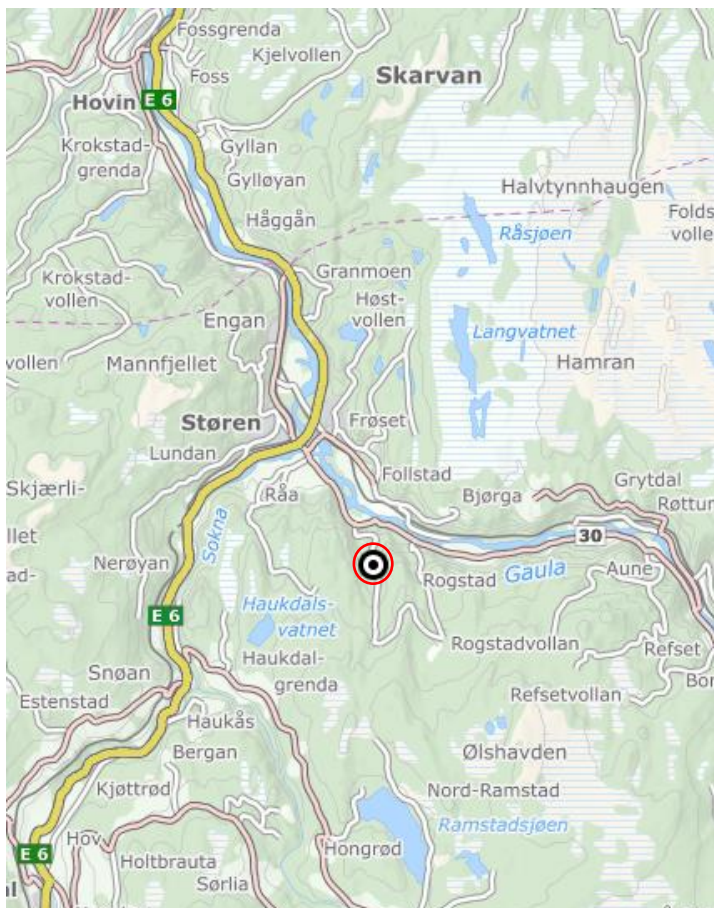 Fossgrenda
Kjelvollen
Foss
Skarvan
Hovin
E 6
Krokstad-
grenda
Gyllan
Gylløyan
Halvtynnhaugen
Håggån
Folds
volle
Råsjøen
Krokstad-
vollen
Granmoen
Høst-
vollen
Engan
Langvatnet
vollen
Mannfjellet
Hamran
Støren
Frøset
Lundan
Follstad
Skjærli-
Råa
Bjørga
Grytdal
Røttur
llet
Sokna
30
Nerøyan
ad-
Rogstad
Gaula
Aune
Haukdals-
vatnet
E 6
Rogstadvollan
Refset
Haukdal-
grenda
Snøan
Bor
Estenstad
Refsetvollan
Haukås
Bergan
Ølshavden
Kjøttrød
Nord-Ramstad
Ramstadsjøen
Hov
E 6
Holtbrauta
Hongrød
Sørlia
al